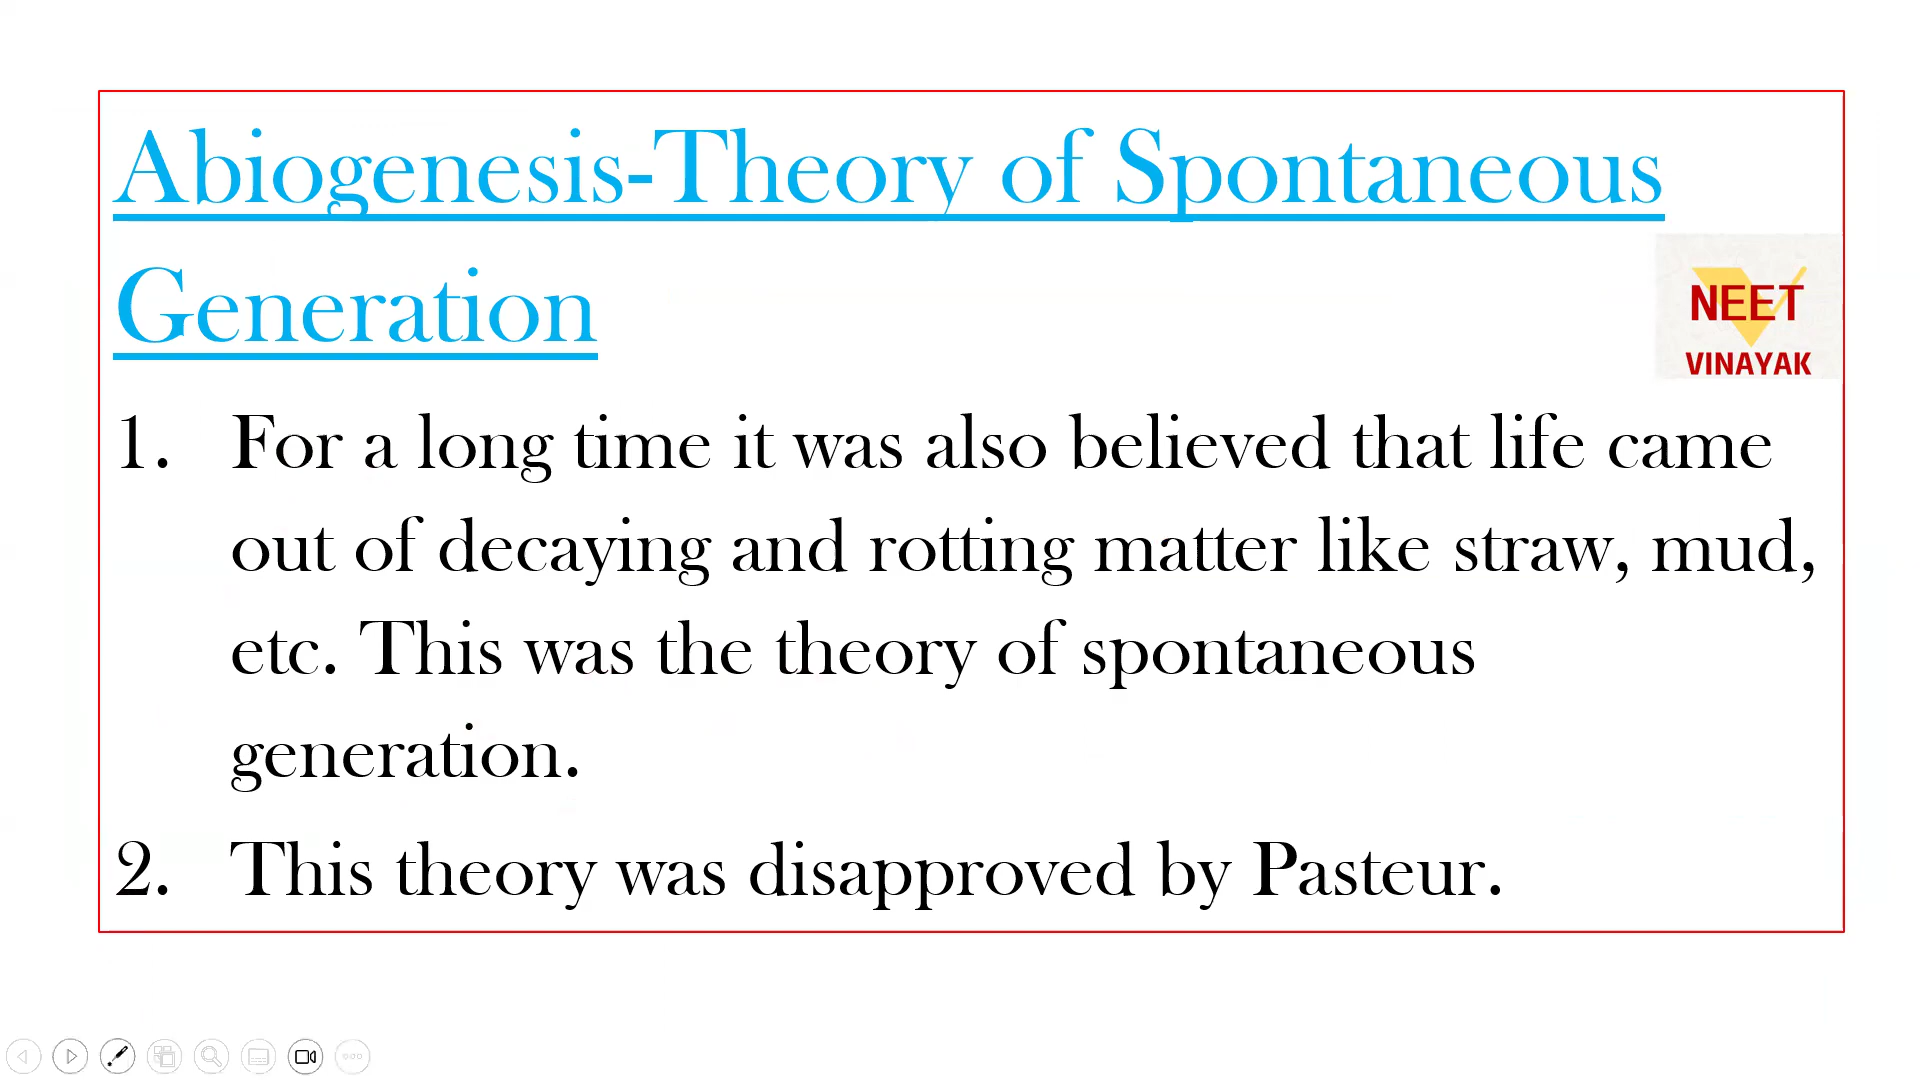 Abiogenesis-Theory of Spontaneous
Generation
NEET
VINAYAK
1. For a long time it was also believed that life came
out of decaying and rotting matter like straw, mud,
etc. This was the theory of spontaneous
generation.
2. This theory was disapproved by Pasteur.